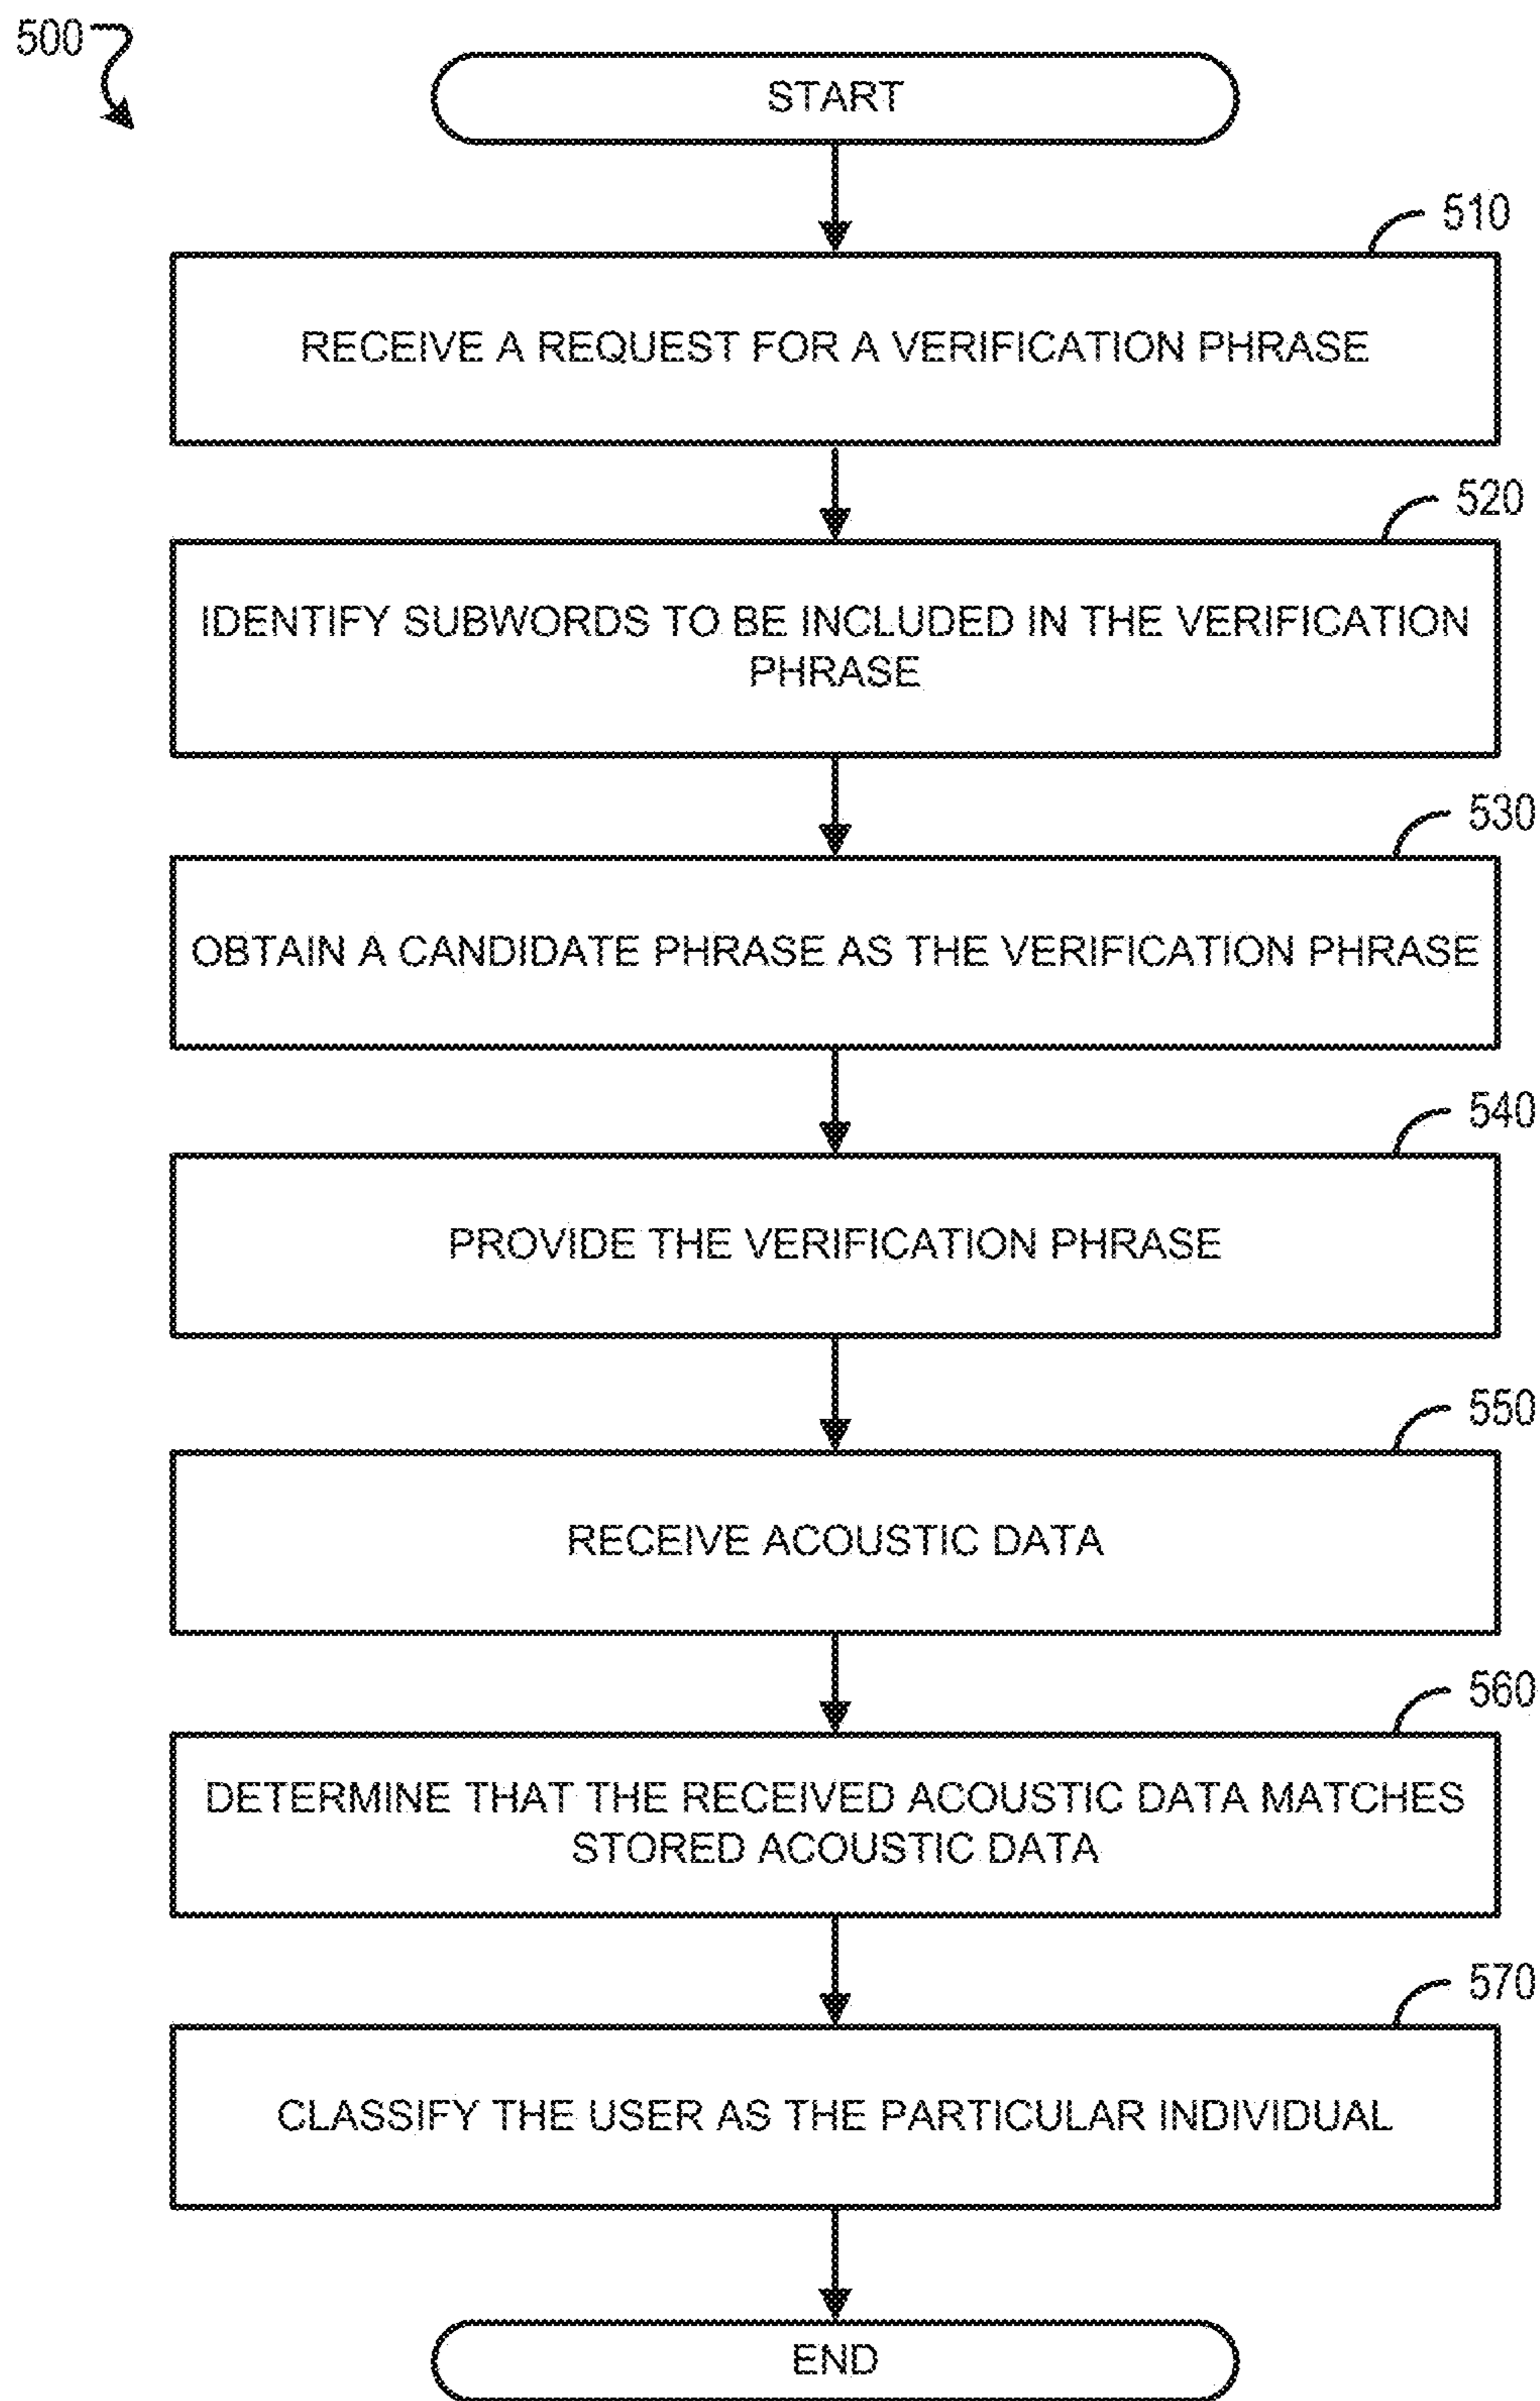 500
START
510
RECEIVE A REQUEST FOR A VERIFICATION PHRASE
520
IDENTIFY SUBWORDS TO BE INCLUDED IN THE VERIFICATION
PHRASE
530
OBTAIN A CANDIDATE PHRASE AS THE VERIFICATION PHRASE
540
PROVIDE THE VERIFICATION PHRASE
550
RECEIVE ACOUSTIC DATA
560
DETERMINE THAT THE RECEIVED ACOUSTIC DATA MATCHES
STORED ACOUSTIC DATA
570
CLASSIFY THE USER AS THE PARTICULAR INDIVIDUAL
END